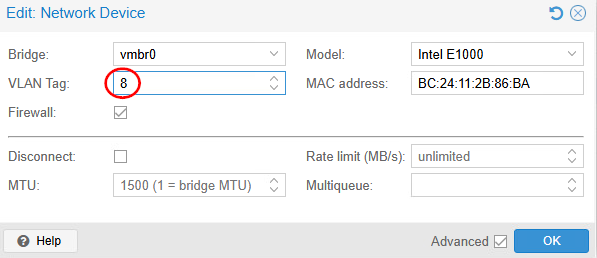 Edit: Network Device
Bridge: vmbr0 Model: Intel E1000
VLAN Tag: 8 MAC address: BC:24:11:2B:86:BA
Firewall:
Disconnect: Rate limit (MB/s): unlimited
MTU: 1500 (1 = bridge MTU) Multiqueue:
Help Advanced OK